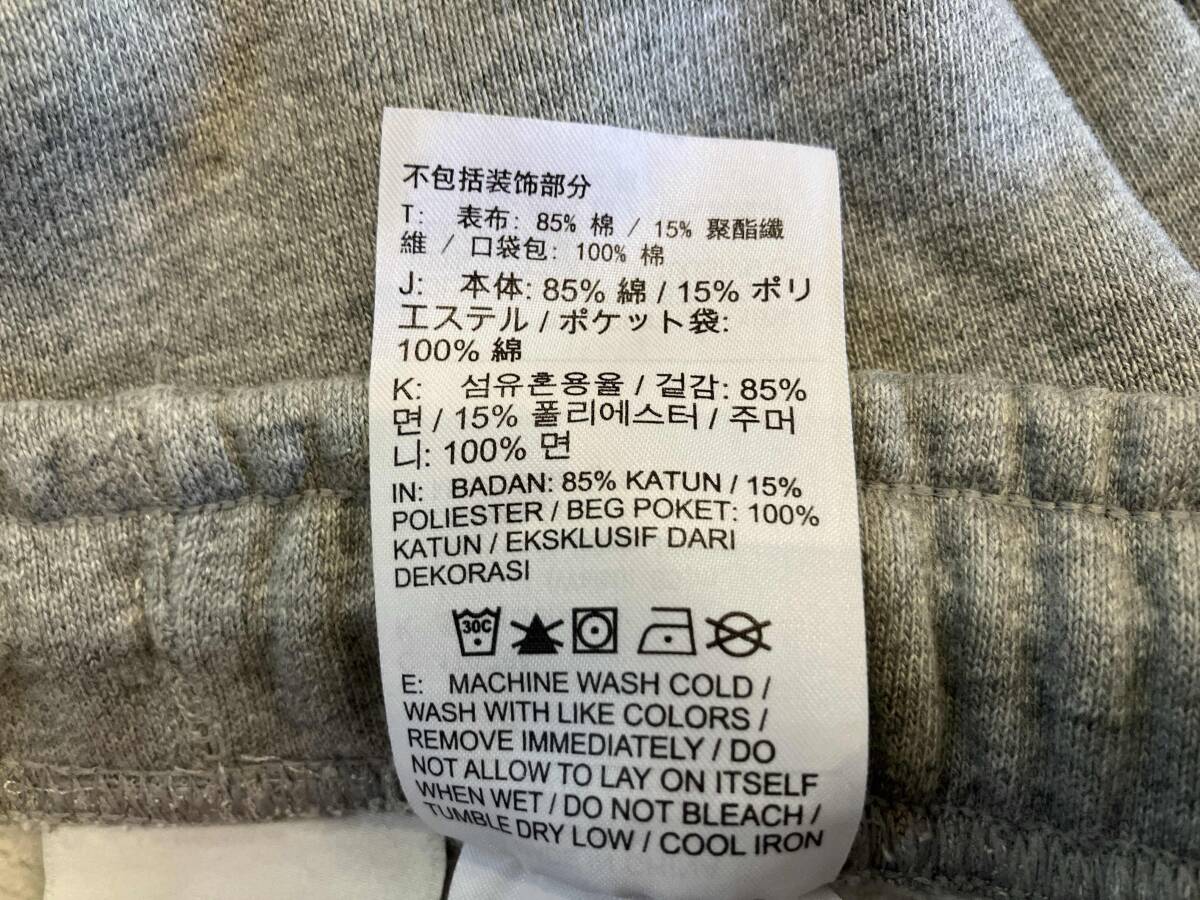 不包括装饰部分
T: 表布: 85% 棉 / 15% 聚酯纖
維 / 口袋包: 100% 棉
J: 本体: 85% 綿 / 15% ポリ
エステル / ポケット袋:
100% 綿
K: 섬유혼용율 / 겉감: 85%
면 / 15% 폴리에스터 / 주머
니: 100% 면
IN: BADAN: 85% KATUN / 15%
POLIESTER / BEG POKET: 100%
KATUN / EKSKLUSIF DARI
DEKORASI
30C
E: MACHINE WASH COLD /
WASH WITH LIKE COLORS /
REMOVE IMMEDIATELY / DO
NOT ALLOW TO LAY ON ITSELF
WHEN WET / DO NOT BLEACH /
TUMBLE DRY LOW / COOL IRON